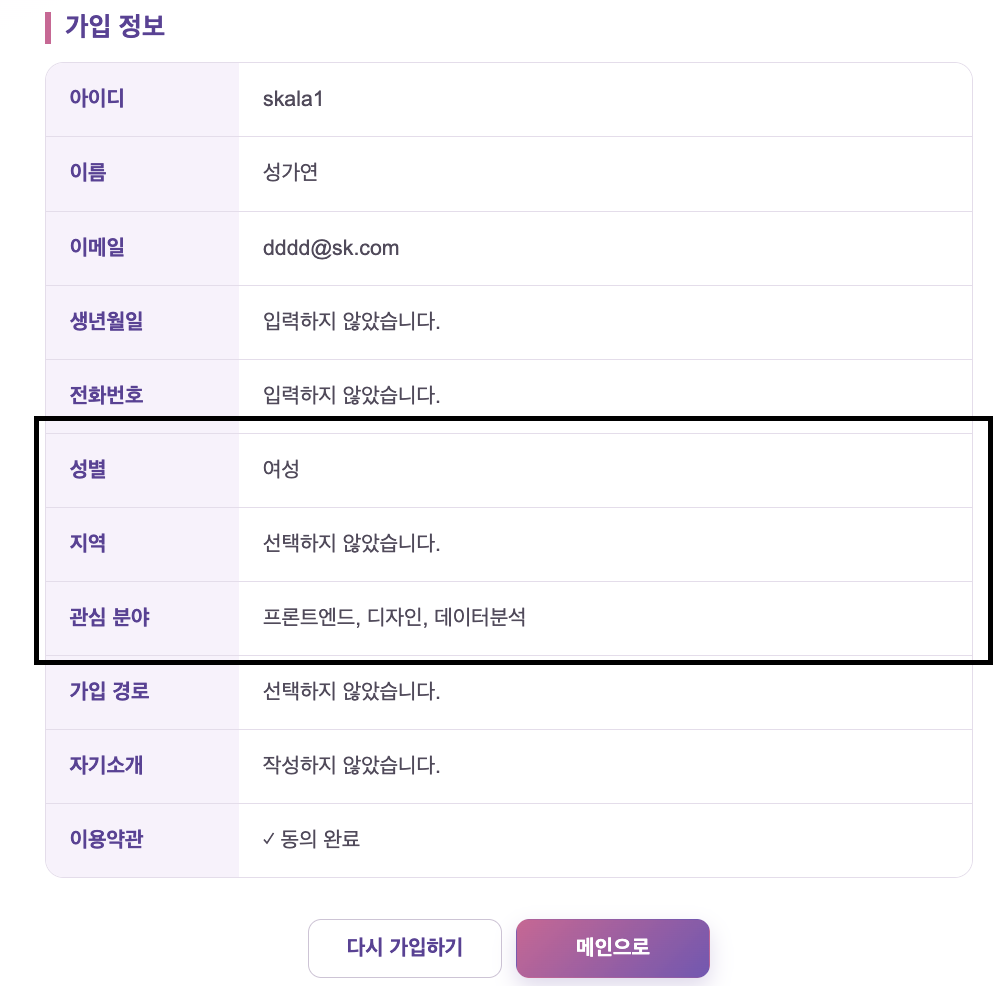 가입 정보
아이디 skala1
이름 성가연
이메일 dddd@sk.com
생년월일 입력하지 않았습니다.
전화번호 입력하지 않았습니다.
성별 여성
지역 선택하지 않았습니다.
관심 분야 프론트엔드, 디자인, 데이터분석
가입 경로 선택하지 않았습니다.
자기소개 작성하지 않았습니다.
이용약관 ✓ 동의 완료
다시 가입하기 메인으로